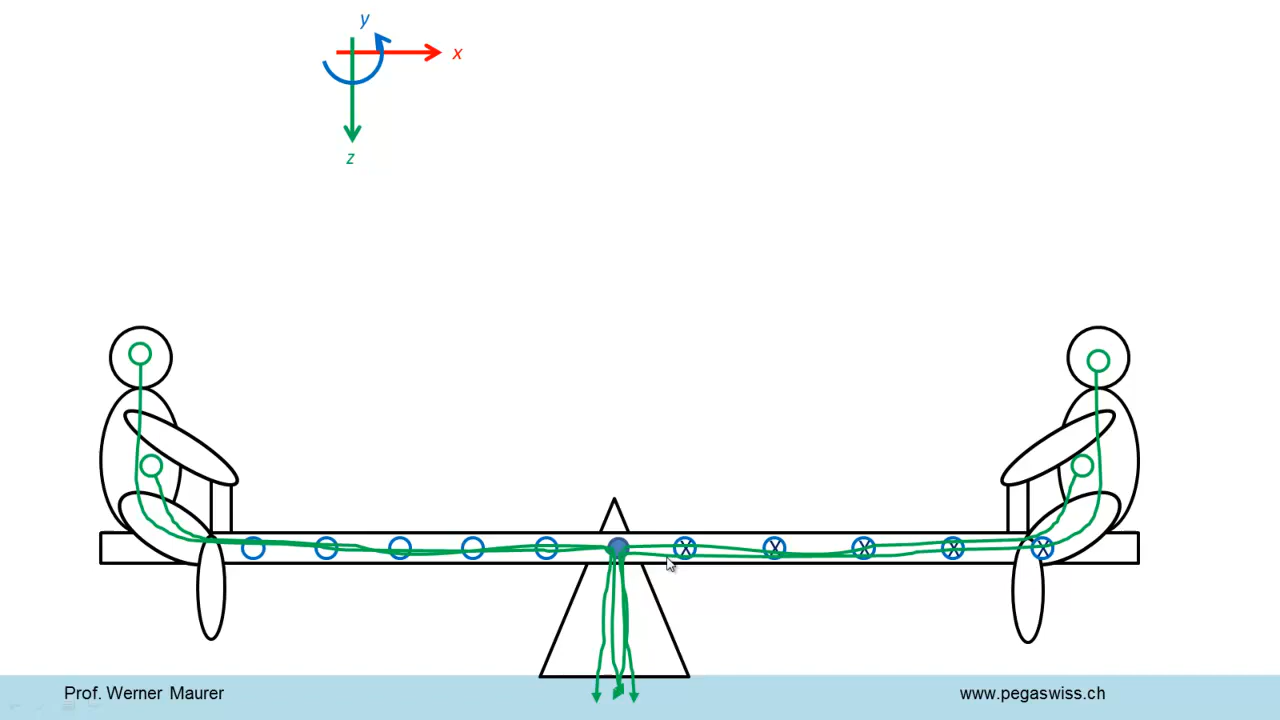 y
x
z
X X X X X
Prof. Werner Maurer
www.pegaswiss.ch